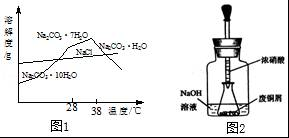 溶解度/g
Na₂CO₃·7H₂O
NaCl
Na₂CO₃·H₂O
Na₂CO₃·10H₂O
28
38
温度/℃
图1
浓硝酸
NaOH
溶液
废铜屑
图2